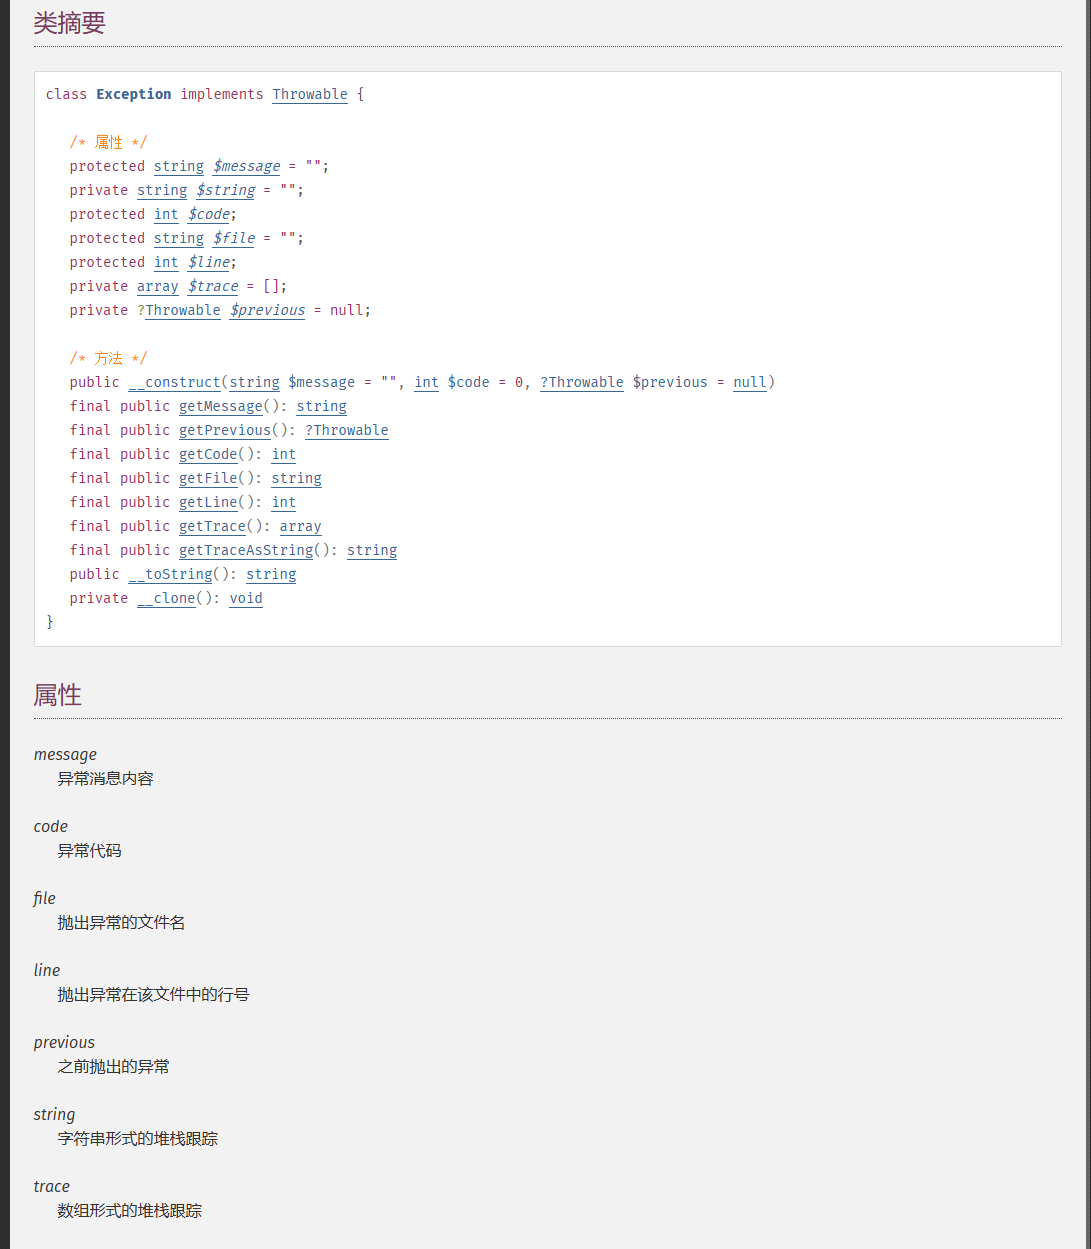 类摘要
class Exception implements Throwable {
/* 属性 */
protected string $message = "";
private string $string = "";
protected int $code;
protected string $file = "";
protected int $line;
private array $trace = [];
private ?Throwable $previous = null;
/* 方法 */
public __construct(string $message = "", int $code = 0, ?Throwable $previous = null)
final public getMessage(): string
final public getPrevious(): ?Throwable
final public getCode(): int
final public getFile(): string
final public getLine(): int
final public getTrace(): array
final public getTraceAsString(): string
public __toString(): string
private __clone(): void
}
属性
message
异常消息内容
code
异常代码
file
抛出异常的文件名
line
抛出异常在该文件中的行号
previous
之前抛出的异常
string
字符串形式的堆栈跟踪
trace
数组形式的堆栈跟踪